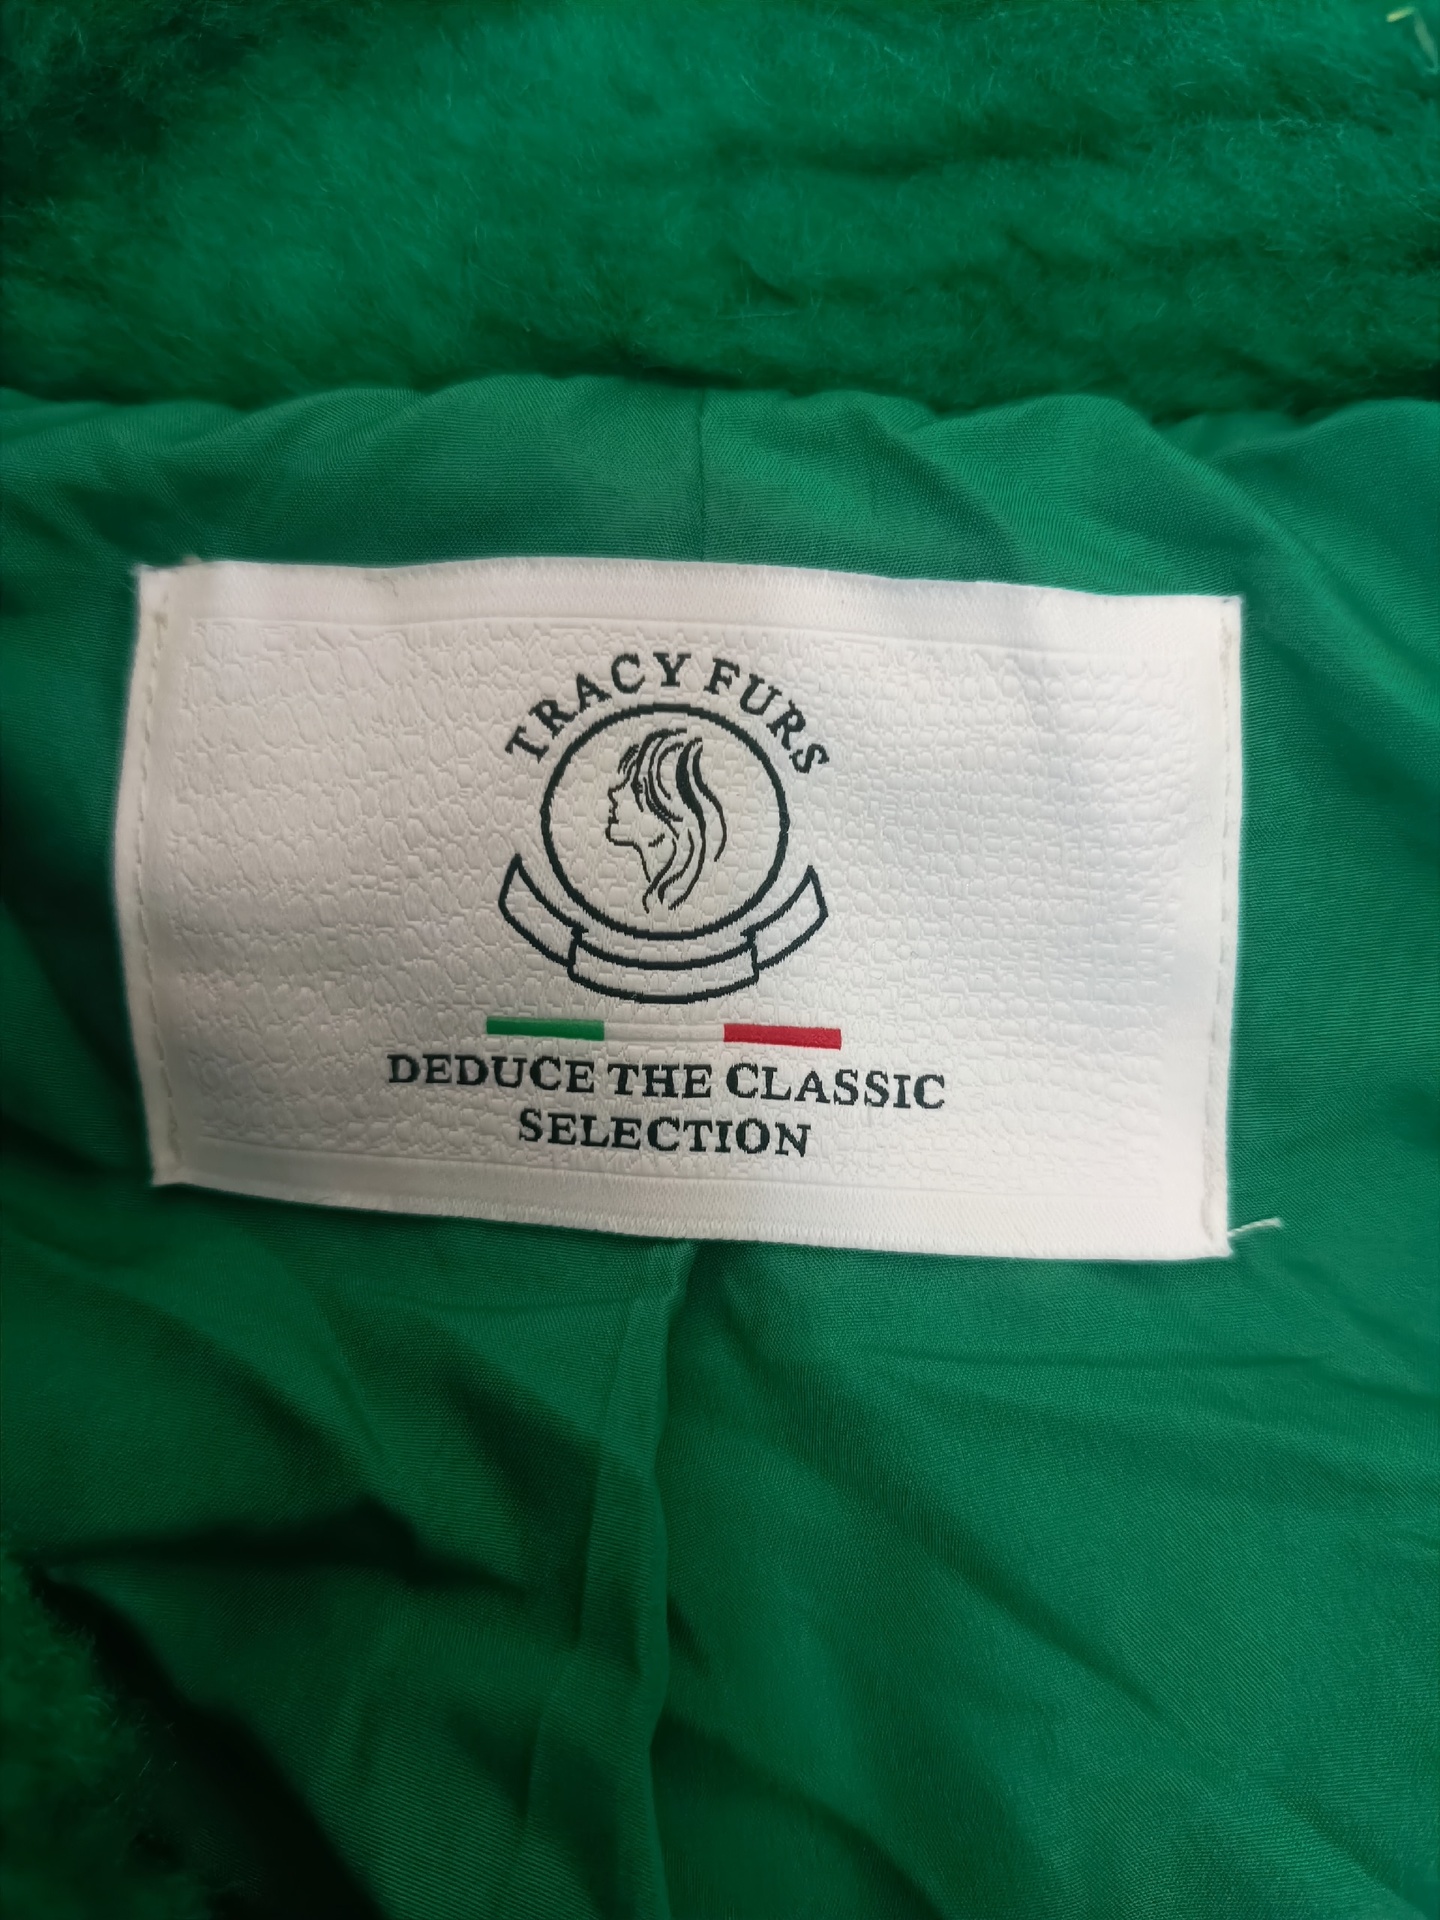 TRACY FURS
DEDUCE THE CLASSIC
SELECTION